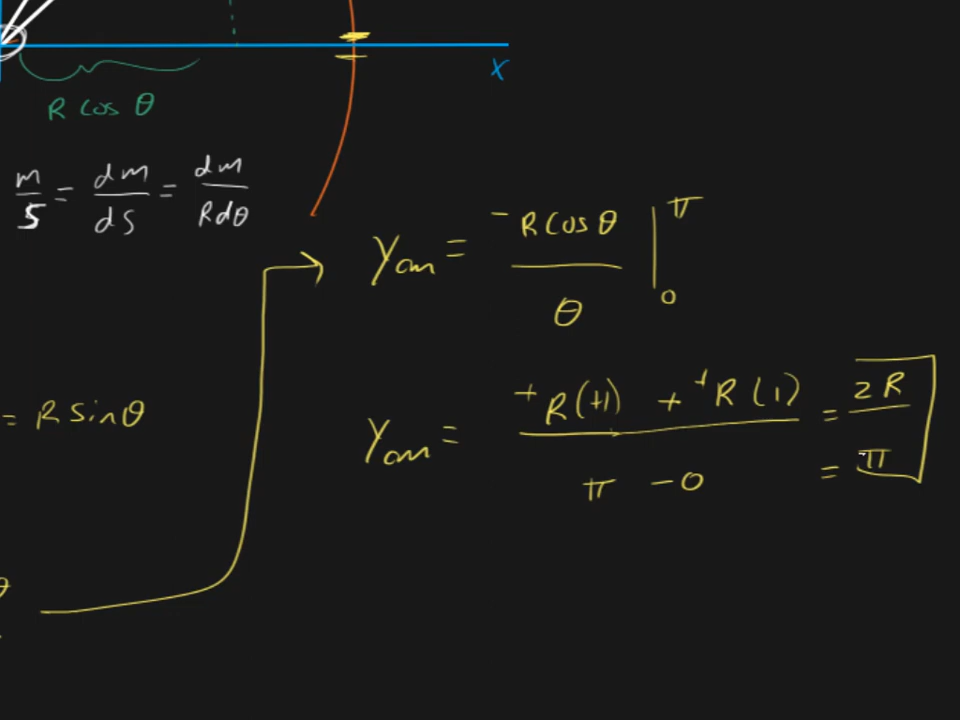 x
R cos θ
m/s = dm/ds = dm/Rdθ
Ycm = -R cos θ/θ |π 0
= R sin θ
Ycm = +R(+1) + +R(1)/π - 0 = 2R = π
θ